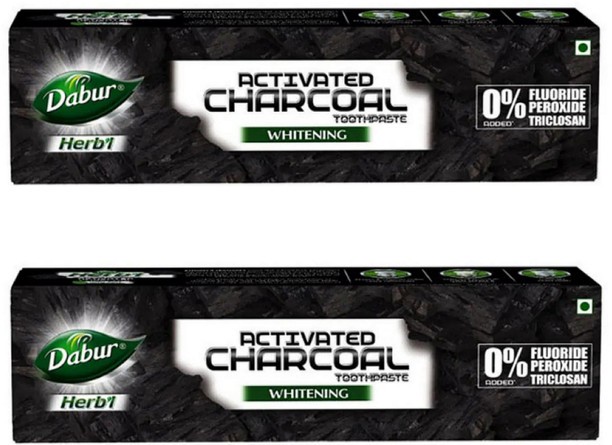 Dabur®
Herb'l
ACTIVATED
CHARCOAL
TOOTHPASTE
WHITENING
0%
ADDED*
FLUORIDE
PEROXIDE
TRICLOSAN
Dabur®
Herb'l
ACTIVATED
CHARCOAL
TOOTHPASTE
WHITENING
0%
ADDED*
FLUORIDE
PEROXIDE
TRICLOSAN